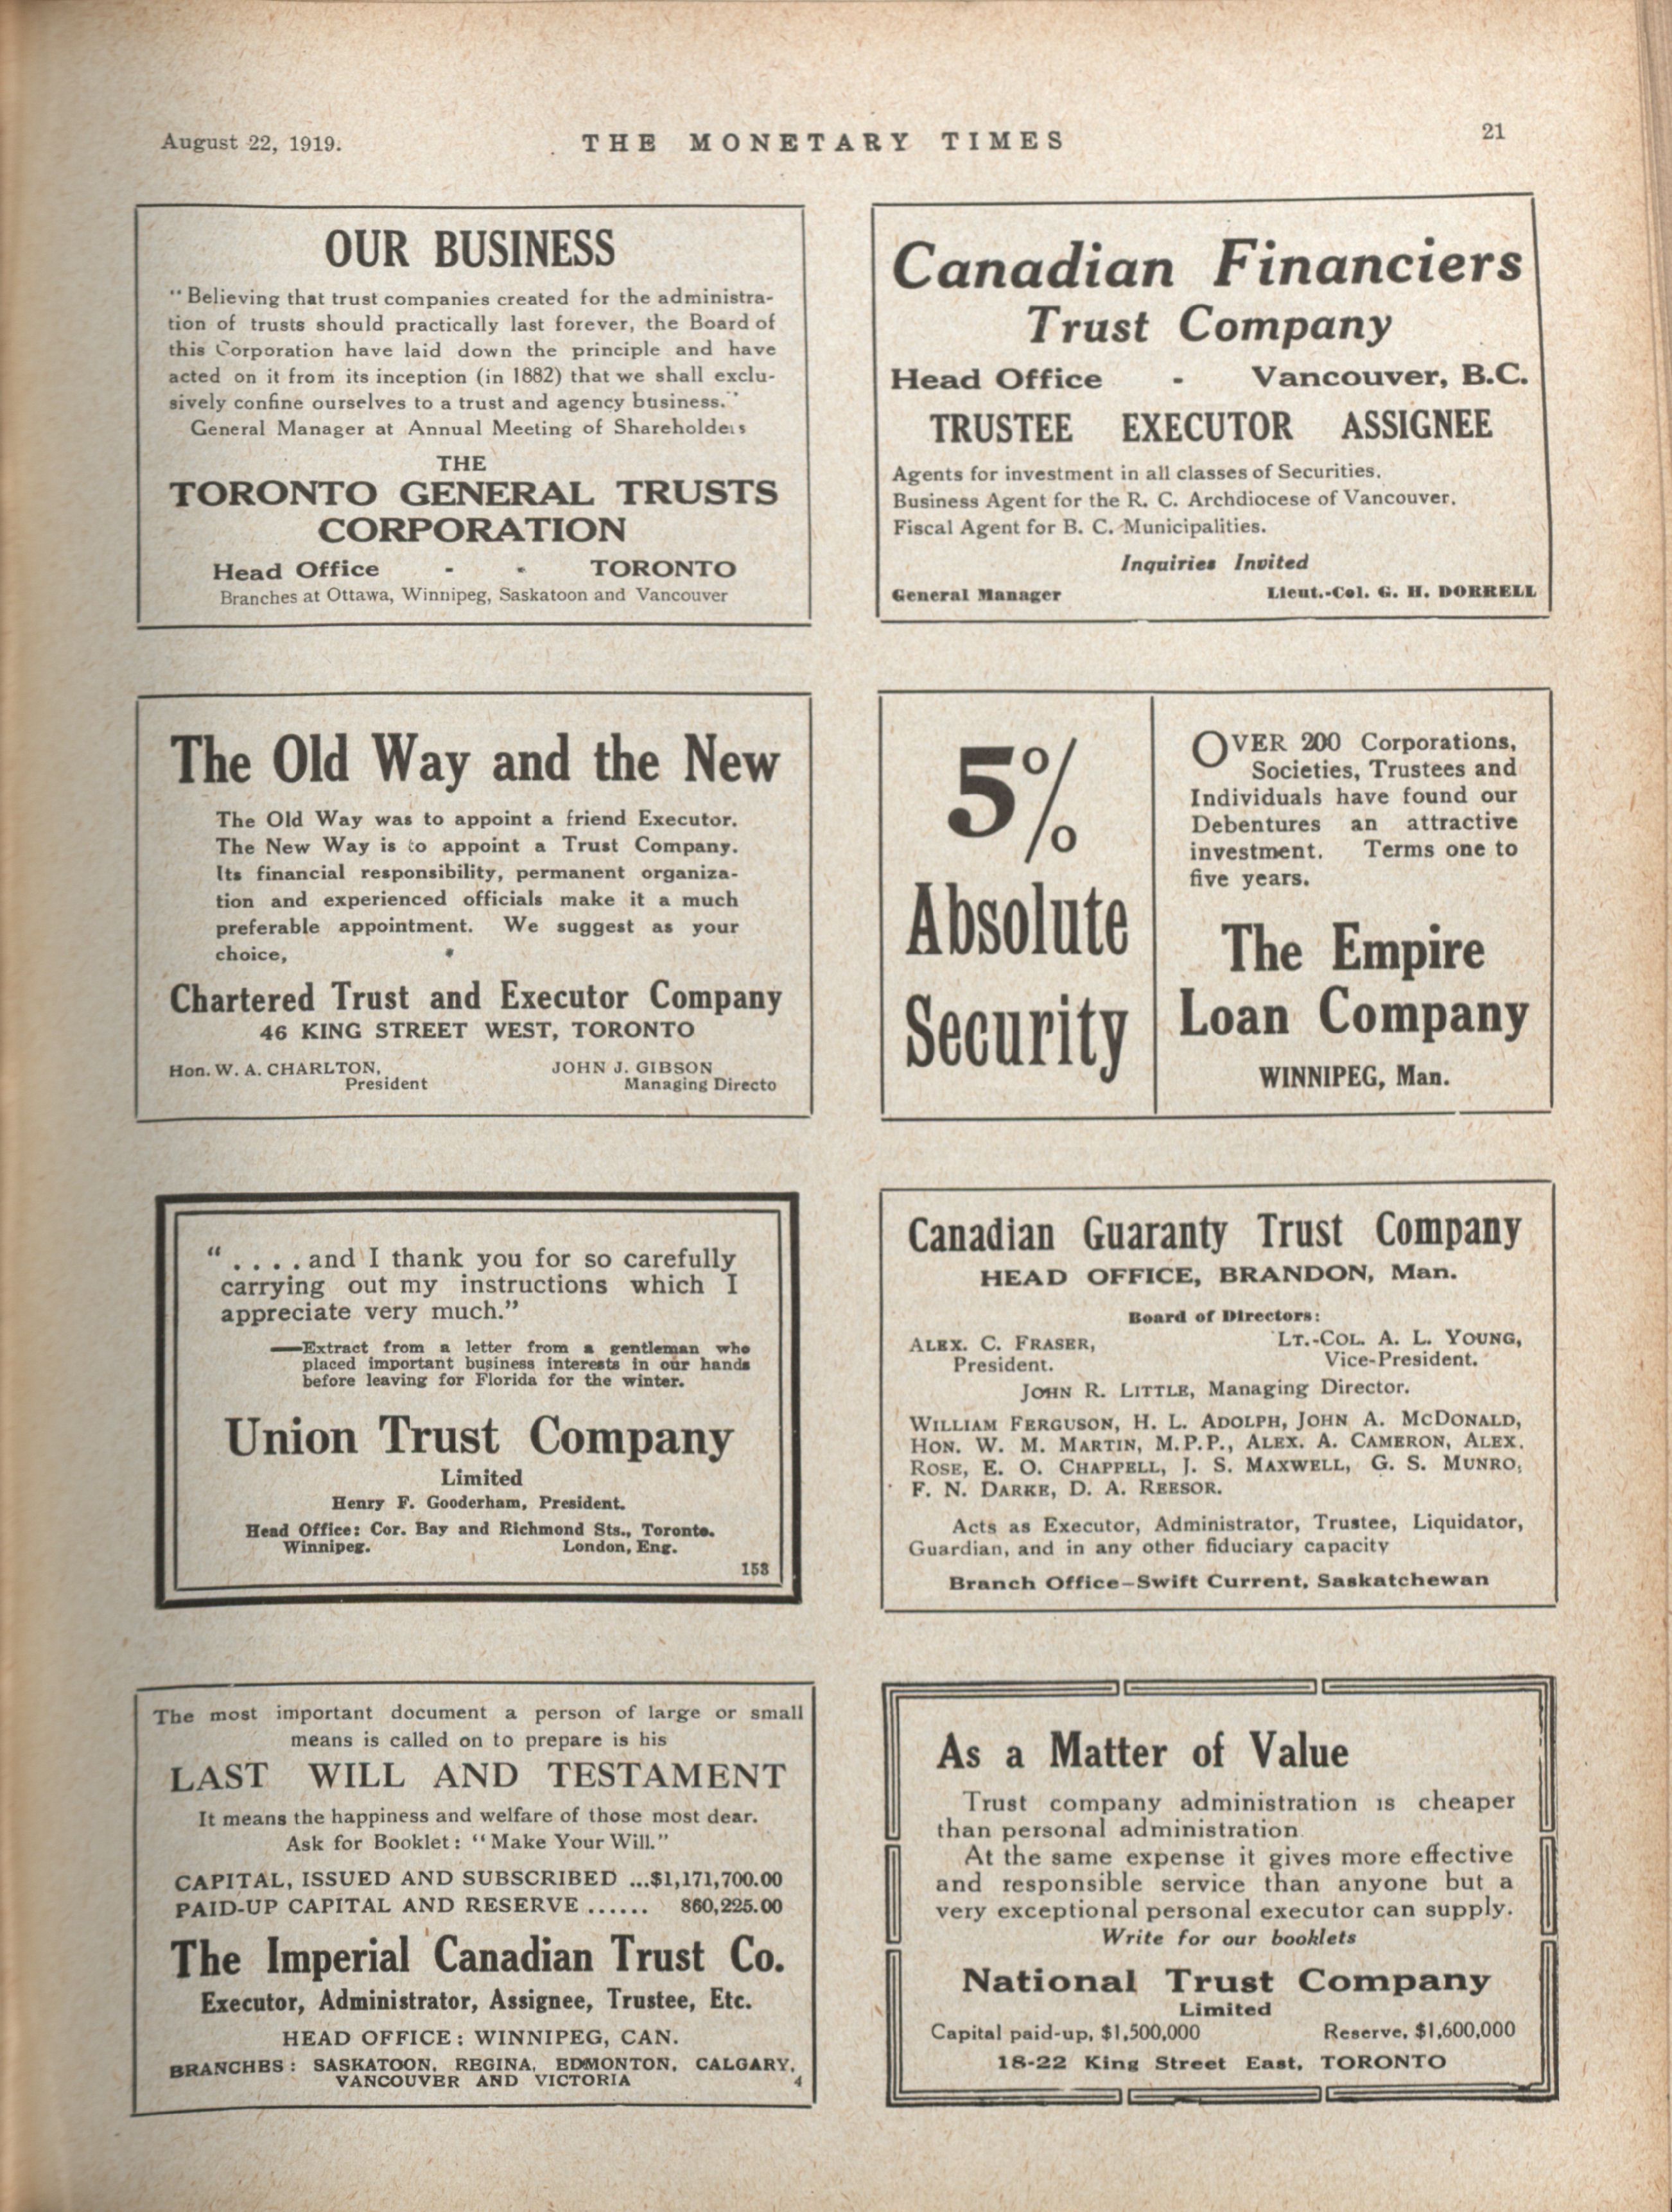 August 22, 1919.
THE MONETARY TIMES
21
OUR BUSINESS
"Believing that trust companies created for the administra-
tion of trusts should practically last forever, the Board of
this Corporation have laid down the principle and have
acted on it from its inception (in 1882) that we shall exclu-
sively confine ourselves to a trust and agency business."
General Manager at Annual Meeting of Shareholders
THE
TORONTO GENERAL TRUSTS
CORPORATION
Head Office - - TORONTO
Branches at Ottawa, Winnipeg, Saskatoon and Vancouver
Canadian Financiers
Trust Company
Head Office - Vancouver, B.C.
TRUSTEE EXECUTOR ASSIGNEE
Agents for investment in all classes of Securities.
Business Agent for the R. C. Archdiocese of Vancouver.
Fiscal Agent for B. C. Municipalities.
Inquiries Invited
General Manager Lieut.-Col. G. H. DORRELL
The Old Way and the New
The Old Way was to appoint a friend Executor.
The New Way is to appoint a Trust Company.
Its financial responsibility, permanent organiza-
tion and experienced officials make it a much
preferable appointment. We suggest as your
choice,
Chartered Trust and Executor Company
46 KING STREET WEST, TORONTO
Hon. W. A. CHARLTON, JOHN J. GIBSON
President Managing Directo
5%
Absolute
Security
OVER 200 Corporations,
Societies, Trustees and
Individuals have found our
Debentures an attractive
investment. Terms one to
five years.
The Empire
Loan Company
WINNIPEG, Man.
"....and I thank you for so carefully
carrying out my instructions which I
appreciate very much."
—Extract from a letter from a gentleman who
placed important business interests in our hands
before leaving for Florida for the winter.
Union Trust Company
Limited
Henry F. Gooderham, President.
Head Office: Cor. Bay and Richmond Sts., Toronto.
Winnipeg. London, Eng.
153
Canadian Guaranty Trust Company
HEAD OFFICE, BRANDON, Man.
Board of Directors:
ALEX. C. FRASER, LT.-COL. A. L. YOUNG,
President. Vice-President.
JOHN R. LITTLE, Managing Director.
WILLIAM FERGUSON, H. L. ADOLPH, JOHN A. MCDONALD,
HON. W. M. MARTIN, M.P.P., ALEX. A. CAMERON, ALEX.
ROSE, E. O. CHAPPELL, J. S. MAXWELL, G. S. MUNRO,
F. N. DARKE, D. A. REESOR.
Acts as Executor, Administrator, Trustee, Liquidator,
Guardian, and in any other fiduciary capacity
Branch Office-Swift Current, Saskatchewan
The most important document a person of large or small
means is called on to prepare is his
LAST WILL AND TESTAMENT
It means the happiness and welfare of those most dear.
Ask for Booklet: "Make Your Will."
CAPITAL, ISSUED AND SUBSCRIBED ...$1,171,700.00
PAID-UP CAPITAL AND RESERVE ...... 860,225.00
The Imperial Canadian Trust Co.
Executor, Administrator, Assignee, Trustee, Etc.
HEAD OFFICE: WINNIPEG, CAN.
BRANCHES: SASKATOON, REGINA, EDMONTON, CALGARY,
VANCOUVER AND VICTORIA 4
As a Matter of Value
Trust company administration is cheaper
than personal administration
At the same expense it gives more effective
and responsible service than anyone but a
very exceptional personal executor can supply.
Write for our booklets
National Trust Company
Limited
Capital paid-up, $1,500,000 Reserve, $1,600,000
18-22 King Street East, TORONTO